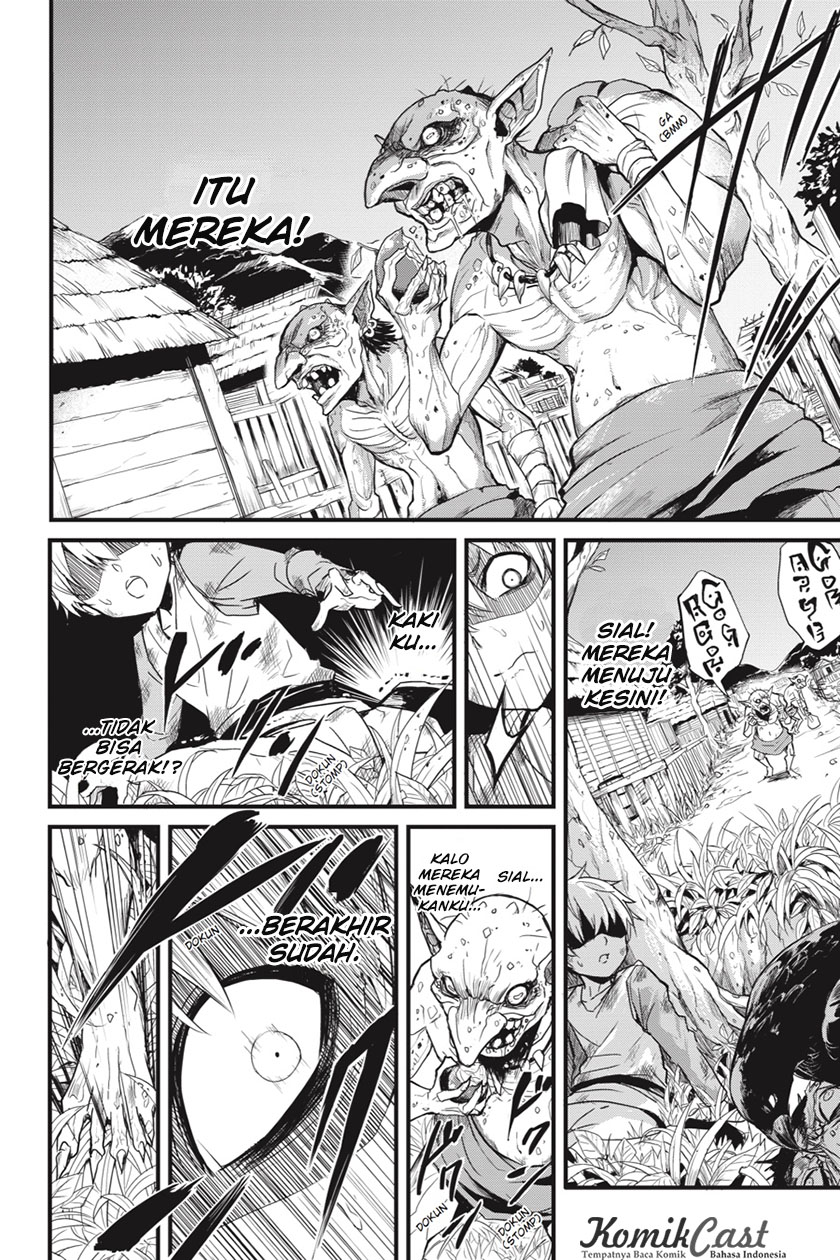 GA
(BMM)
ITU
MEREKA!
SIAL!
MEREKA
MENUJU
KESINI!
KAKI
KU...
...TIDAK
BISA
BERGERAK!?
DOKUN
(STOMP)
SIAL...
KALO
MEREKA
MENEMU-
KANKU...
DOKUN
DOKUN
(STOMP)
...BERAKHIR
SUDAH.
DOKUN
KomikCast
Tempatnya Baca Komik Bahasa Indonesia